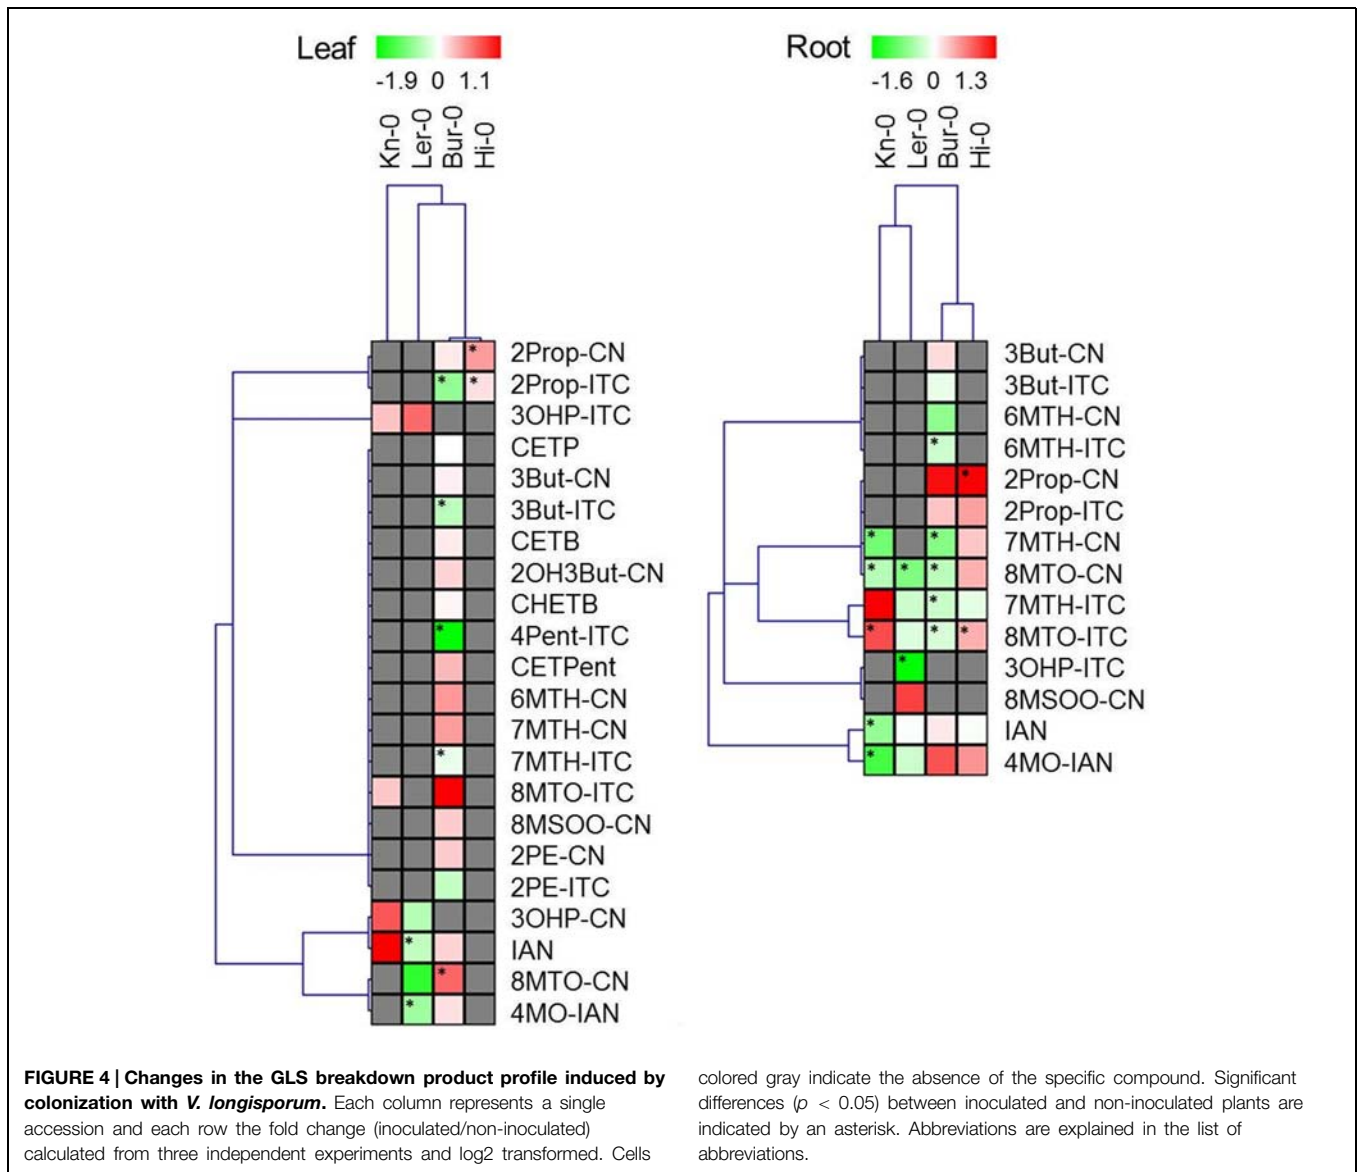 Leaf
-1.9 0 1.1
Kn-0
Ler-0
Bur-0
Hi-0
2Prop-CN
2Prop-ITC
3OHP-ITC
CETP
3But-CN
3But-ITC
CETB
2OH3But-CN
CHETB
4Pent-ITC
CETPent
6MTH-CN
7MTH-CN
7MTH-ITC
8MTO-ITC
8MSOO-CN
2PE-CN
2PE-ITC
3OHP-CN
IAN
8MTO-CN
4MO-IAN
Root
-1.6 0 1.3
Kn-0
Ler-0
Bur-0
Hi-0
3But-CN
3But-ITC
6MTH-CN
6MTH-ITC
2Prop-CN
2Prop-ITC
7MTH-CN
8MTO-CN
7MTH-ITC
8MTO-ITC
3OHP-ITC
8MSOO-CN
IAN
4MO-IAN
FIGURE 4 | Changes in the GLS breakdown product profile induced by
colonization with V. longisporum. Each column represents a single
accession and each row the fold change (inoculated/non-inoculated)
calculated from three independent experiments and log2 transformed. Cells
colored gray indicate the absence of the specific compound. Significant
differences (p < 0.05) between inoculated and non-inoculated plants are
indicated by an asterisk. Abbreviations are explained in the list of
abbreviations.